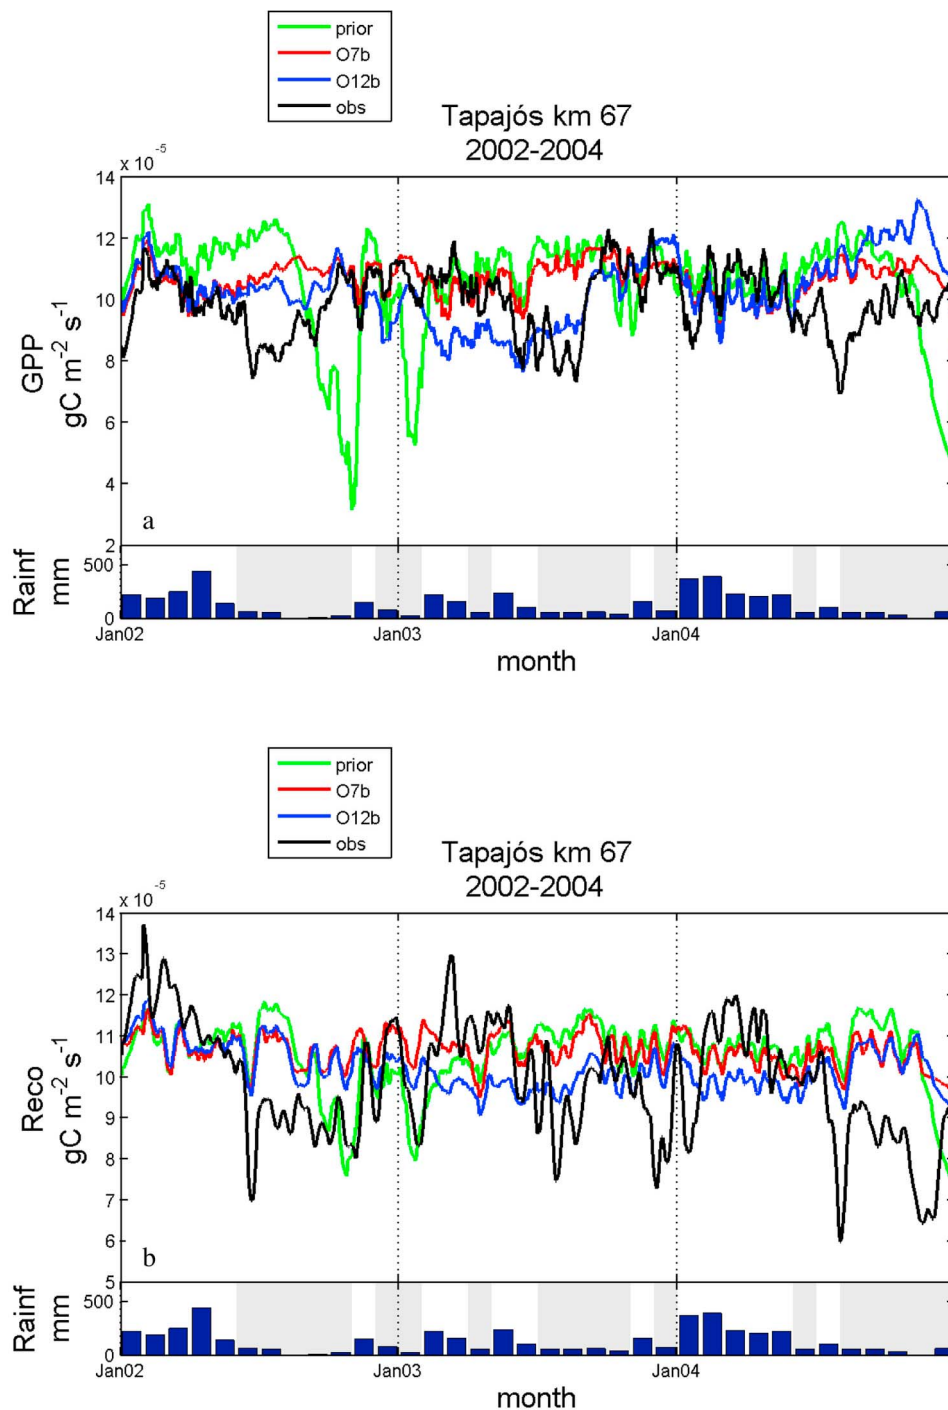 prior
O7b
O12b
obs
Tapajós km 67
2002-2004
x 10 -5
14
12
10
8
6
4
2
GPP
gC m-2 s-1
a
500
0
Rainf
mm
Jan02
Jan03
Jan04
month
prior
O7b
O12b
obs
Tapajós km 67
2002-2004
x 10 -5
14
13
12
11
10
9
8
7
6
5
Reco
gC m-2 s-1
b
500
0
Rainf
mm
Jan02
Jan03
Jan04
month